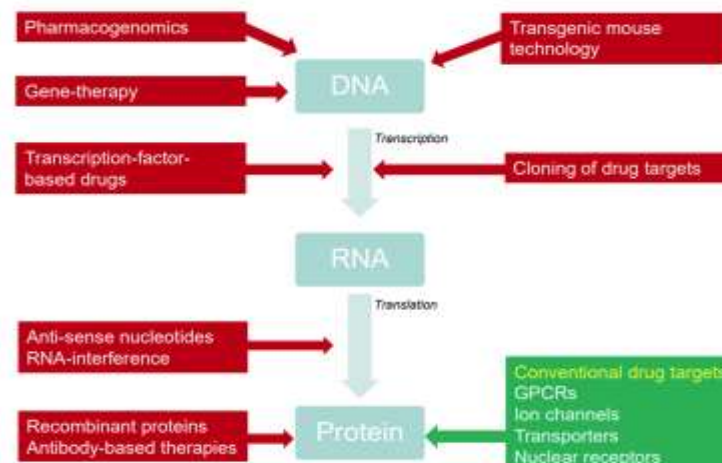 Pharmacogenomics
Transgenic mouse
technology
DNA
Gene-therapy
Transcription
Transcription-factor-
based drugs
Cloning of drug targets
RNA
Translation
Anti-sense nucleotides
RNA-interference
Conventional drug targets
GPCRs
Ion channels
Transporters
Nuclear receptors
Recombinant proteins
Antibody-based therapies
Protein